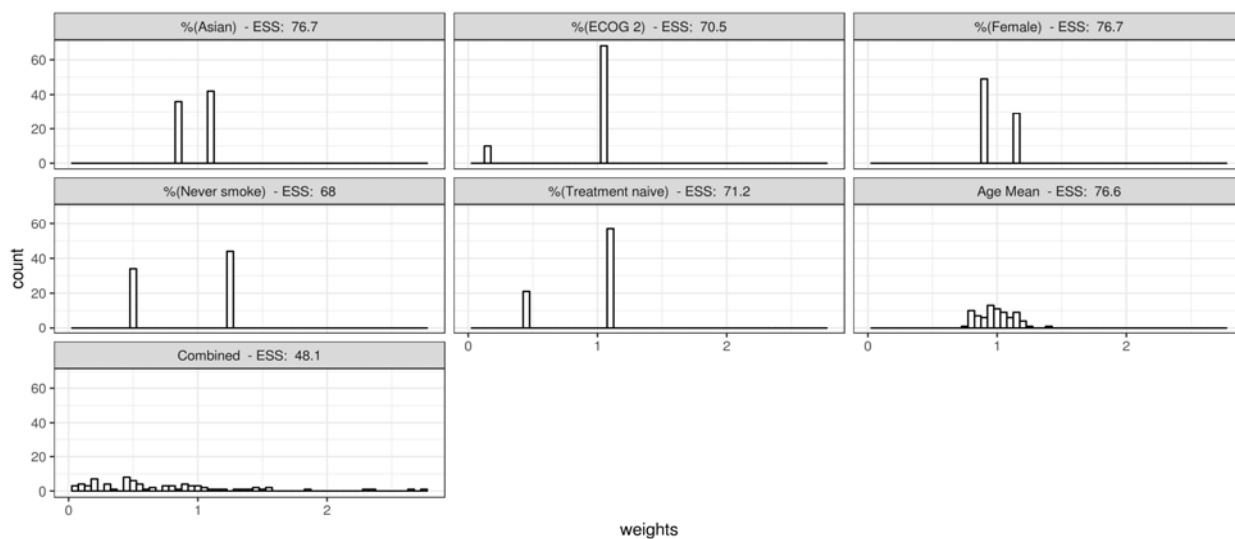 %(Asian) - ESS: 76.7
%(ECOG 2) - ESS: 70.5
%(Female) - ESS: 76.7
60
40
20
0
%(Never smoke) - ESS: 68
%(Treatment naive) - ESS: 71.2
Age Mean - ESS: 76.6
60
40
20
0
0
1
2
0
1
2
count
Combined - ESS: 48.1
60
40
20
0
0
1
2
weights